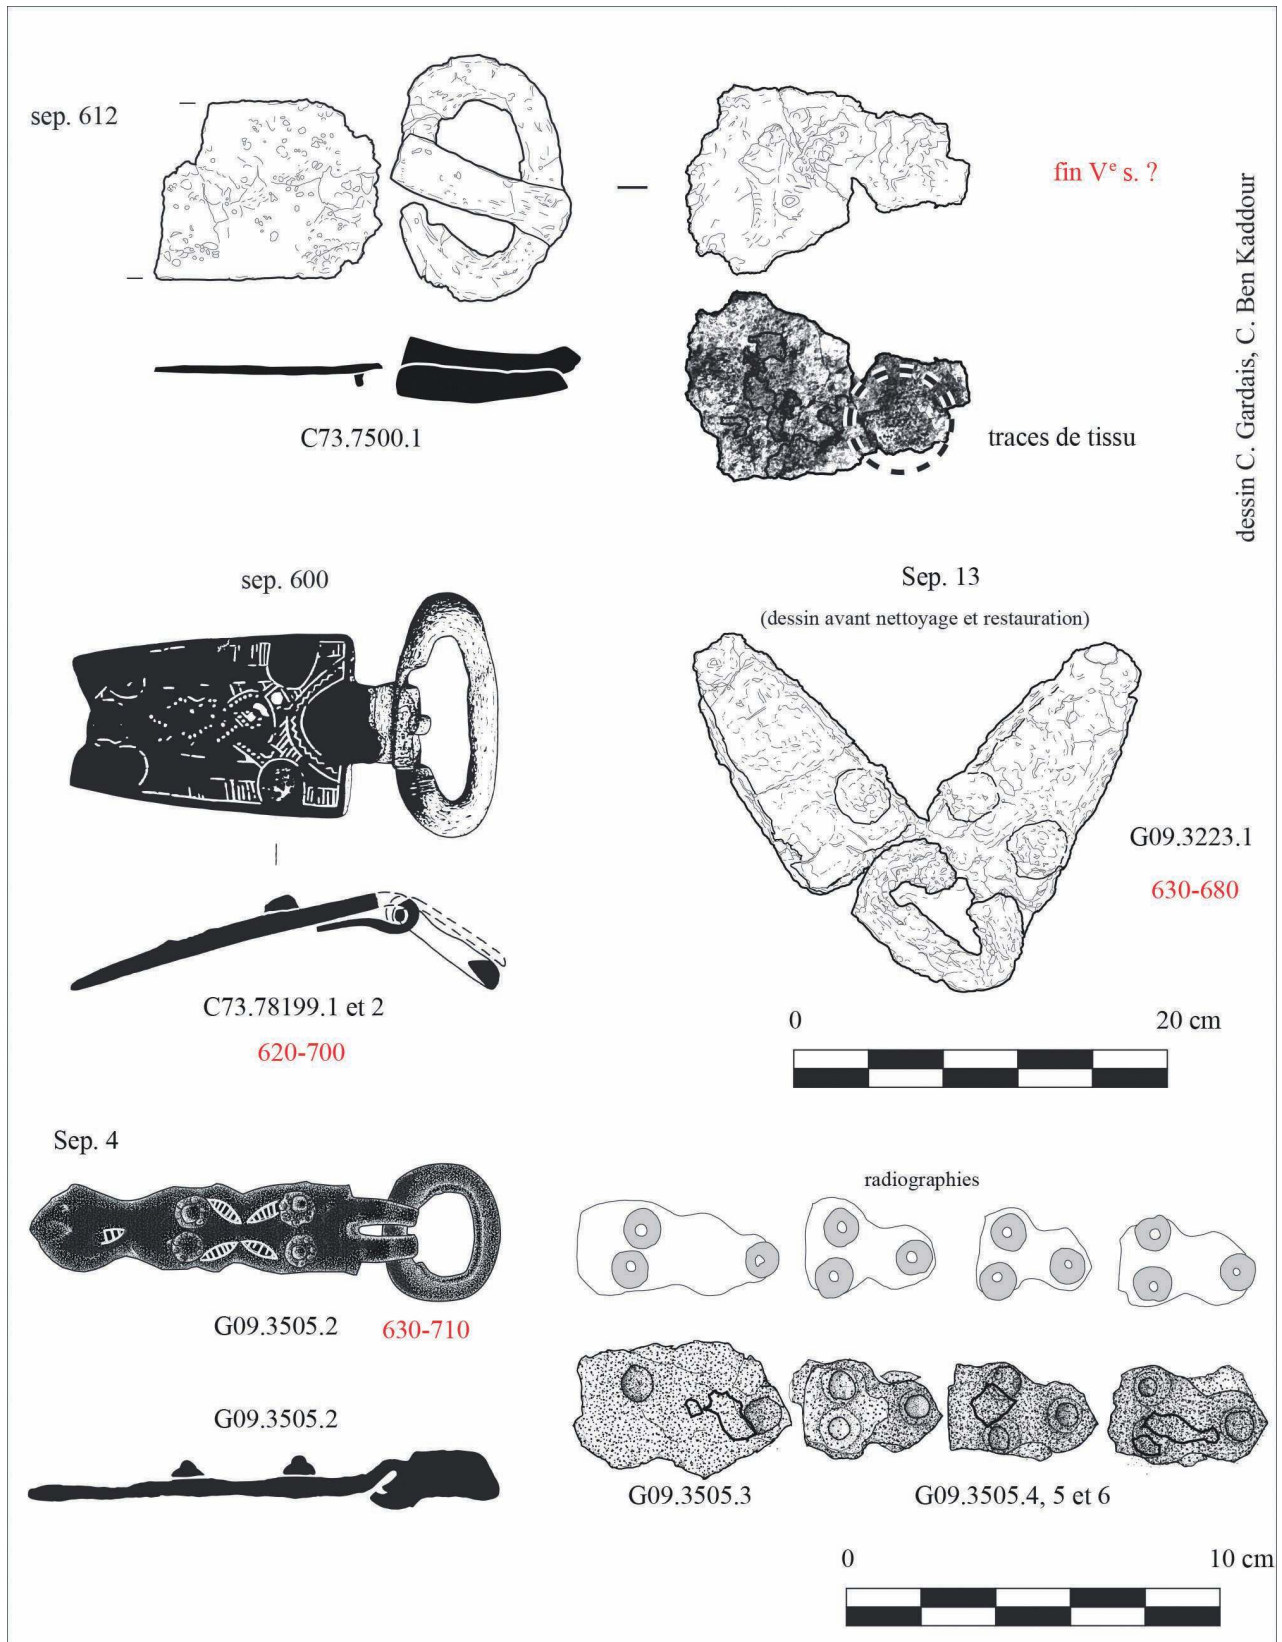 sep. 612
fin Vᵉ s. ?
C73.7500.1
traces de tissu
dessin C. Gardais, C. Ben Kaddour
sep. 600
Sep. 13
(dessin avant nettoyage et restauration)
G09.3223.1
630-680
C73.78199.1 et 2
620-700
0 20 cm
Sep. 4
radiographies
G09.3505.2 630-710
G09.3505.2
G09.3505.3
G09.3505.4, 5 et 6
0 10 cm